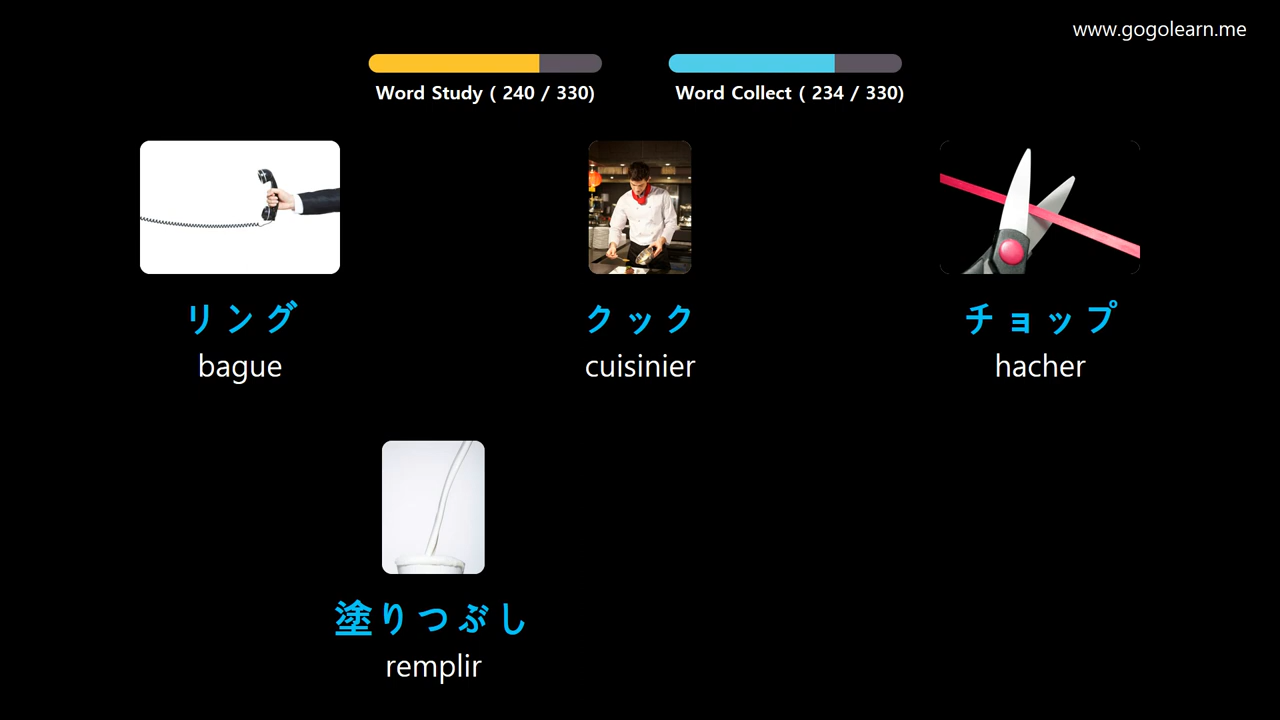 www.gogolearn.me
Word Study ( 240 / 330)
Word Collect ( 234 / 330)
リング
クック
チョップ
bague
cuisinier
hacher
塗りつぶし
remplir